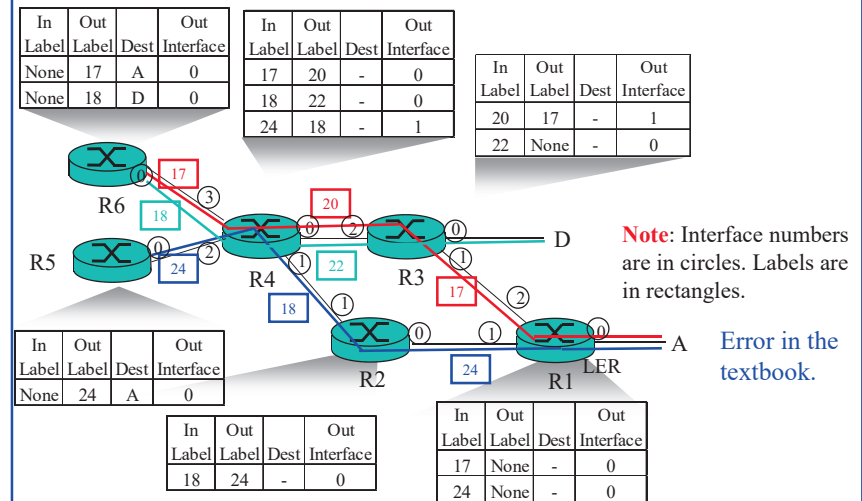 In Out Out
Label Label Dest Interface
None 17 A 0
None 18 D 0
In Out Out
Label Label Dest Interface
17 20 - 0
18 22 - 0
24 18 - 1
In Out Out
Label Label Dest Interface
20 17 - 1
22 None - 0
0 17
3
R6
18
20
0 2
0
D
R5
0
2
24
R4
22
R3
1
1
18
17
1
2
Note: Interface numbers
are in circles. Labels are
in rectangles.
0
1
0
A
R2
24
R1
LER
Error in the
textbook.
In Out Out
Label Label Dest Interface
None 24 A 0
In Out Out
Label Label Dest Interface
18 24 - 0
In Out Out
Label Label Dest Interface
17 None - 0
24 None - 0